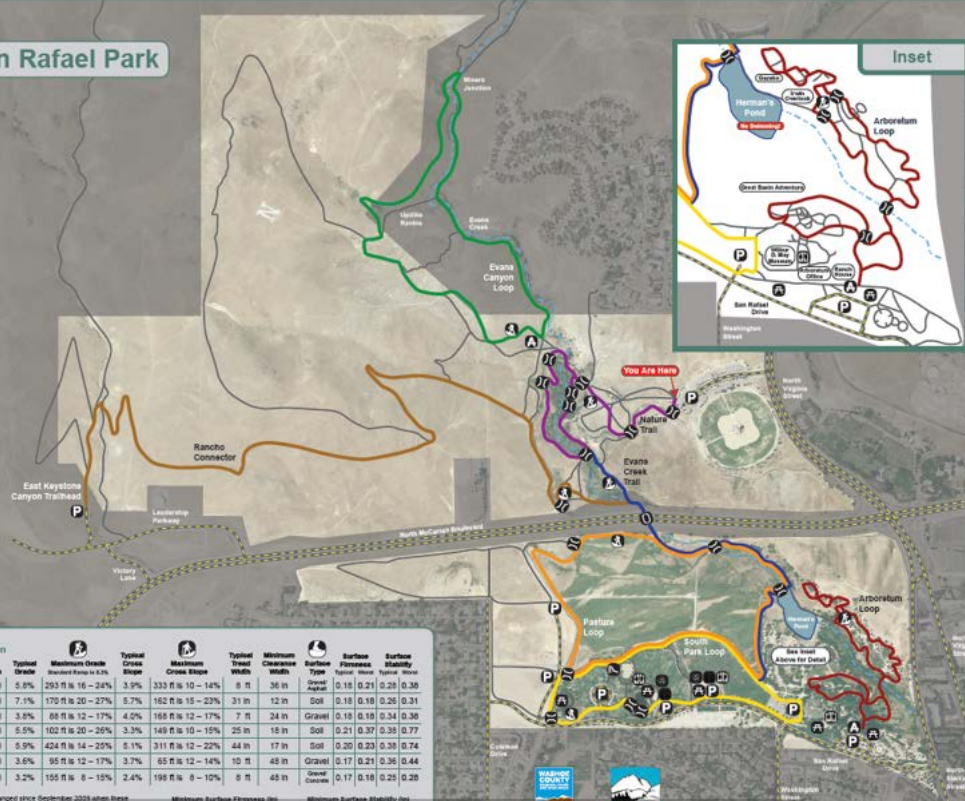 n Rafael Park
Inset
Miners
Junction
Gazebo
Irwin
Overlook
Herman's
Pond
No Swimming!
Arboretum
Loop
Great Basin Adventure
P
Wilbur
D. May
Museum
Arboretum
Office
Ranch
House
A
P
San Rafael
Drive
Washington
Street
N
Updike
Ravine
Evans
Creek
Evans
Canyon
Loop
A
You Are Here
P
North
Virginia
Street
Nature
Trail
Rancho
Connector
Evans
Creek
Trail
East Keystone
Canyon Trailhead
P
Leadership
Parkway
North McCarran Boulevard
Victory
Lane
P
Pasture
Loop
South
Park Loop
Arboretum
Loop
Herman's
Pond
See Inset
Above for Detail
P
P
P
P
P
A
P
Coleman
Drive
San Rafael
Drive
Washington
Street
Typical Grade
Maximum Grade
Typical Cross Slope
Maximum Cross Slope
Typical Tread Width
Minimum Clearance Width
Surface Type
Surface Firmness
Surface Stability
Typical Worst Typical Worst
5.8% 293 ft is 16 – 24% 3.9% 333 ft is 10 – 14% 8 ft 36 in Gravel/Asphalt 0.18 0.21 0.28 0.38
7.1% 170 ft is 20 – 27% 5.7% 162 ft is 15 – 23% 31 in 12 in Soil 0.18 0.21 0.26 0.31
3.8% 88 ft is 12 – 17% 4.0% 168 ft is 12 – 17% 7 ft 24 in Gravel 0.18 0.18 0.34 0.38
5.5% 102 ft is 20 – 26% 3.3% 149 ft is 10 – 15% 25 in 18 in Soil 0.21 0.37 0.38 0.77
5.9% 424 ft is 14 – 25% 5.1% 311 ft is 12 – 22% 44 in 17 in Soil 0.20 0.23 0.38 0.74
3.6% 95 ft is 12 – 17% 3.7% 65 ft is 12 – 14% 10 ft 48 in Gravel 0.17 0.21 0.36 0.44
3.2% 155 ft is 8 – 15% 2.4% 198 ft is 8 – 10% 8 ft 48 in Gravel/Concrete 0.17 0.18 0.25 0.28
WASHOE
COUNTY